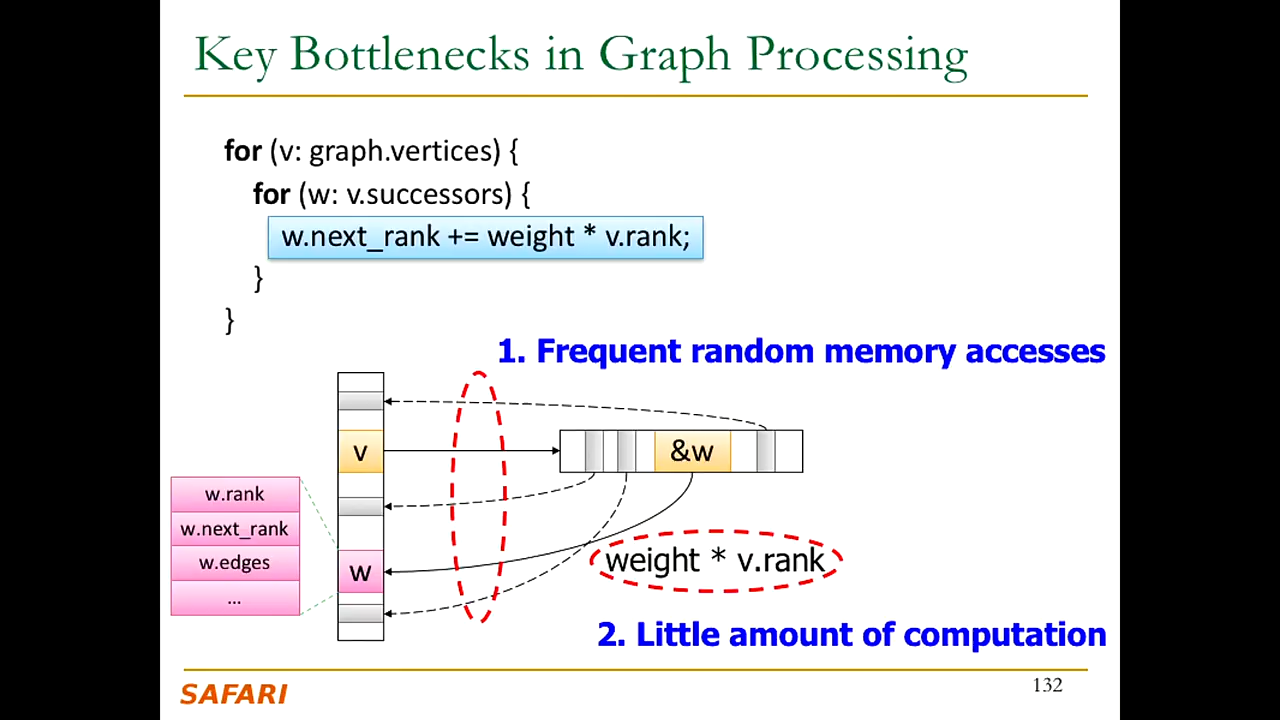 Key Bottlenecks in Graph Processing
for (v: graph.vertices) {
for (w: v.successors) {
w.next_rank += weight * v.rank;
}
}
1. Frequent random memory accesses
v
&w
w.rank
w.next_rank
w.edges
...
w
weight * v.rank
2. Little amount of computation
SAFARI
132